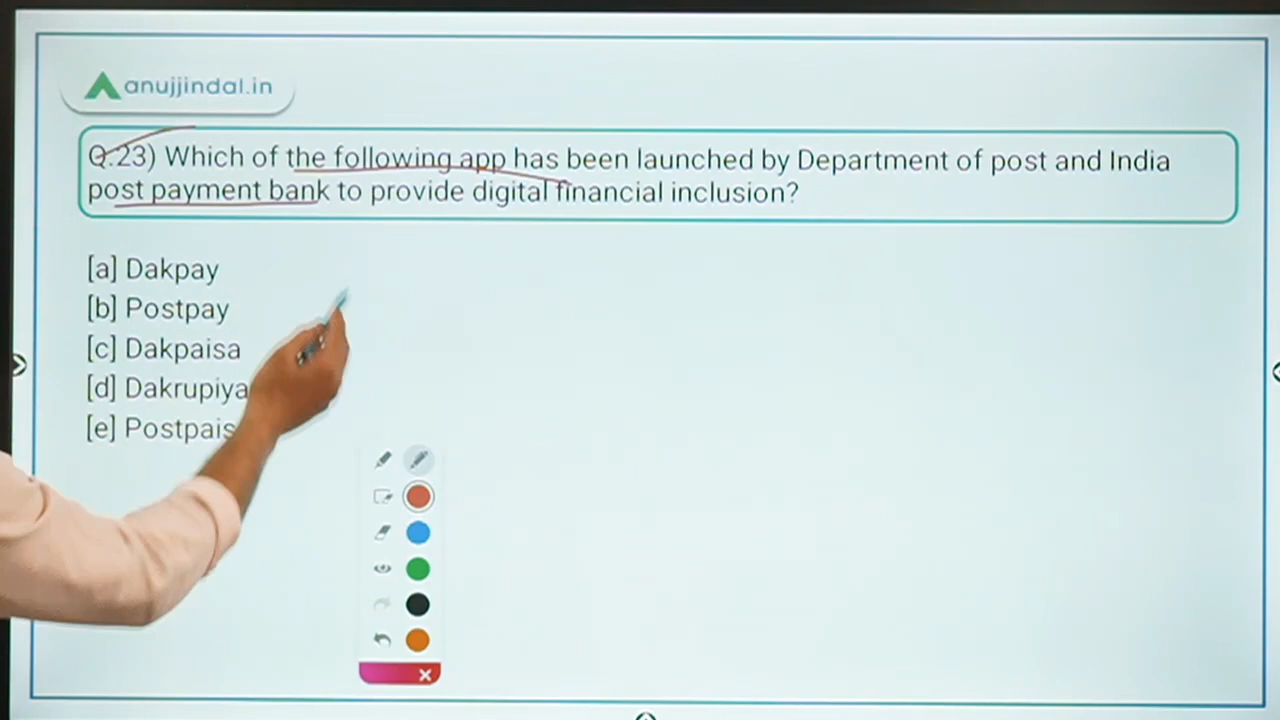 anujjindal.in
Q.23) Which of the following app has been launched by Department of post and India
post payment bank to provide digital financial inclusion?
[a] Dakpay
[b] Postpay
[c] Dakpaisa
[d] Dakrupiya
[e] Postpais